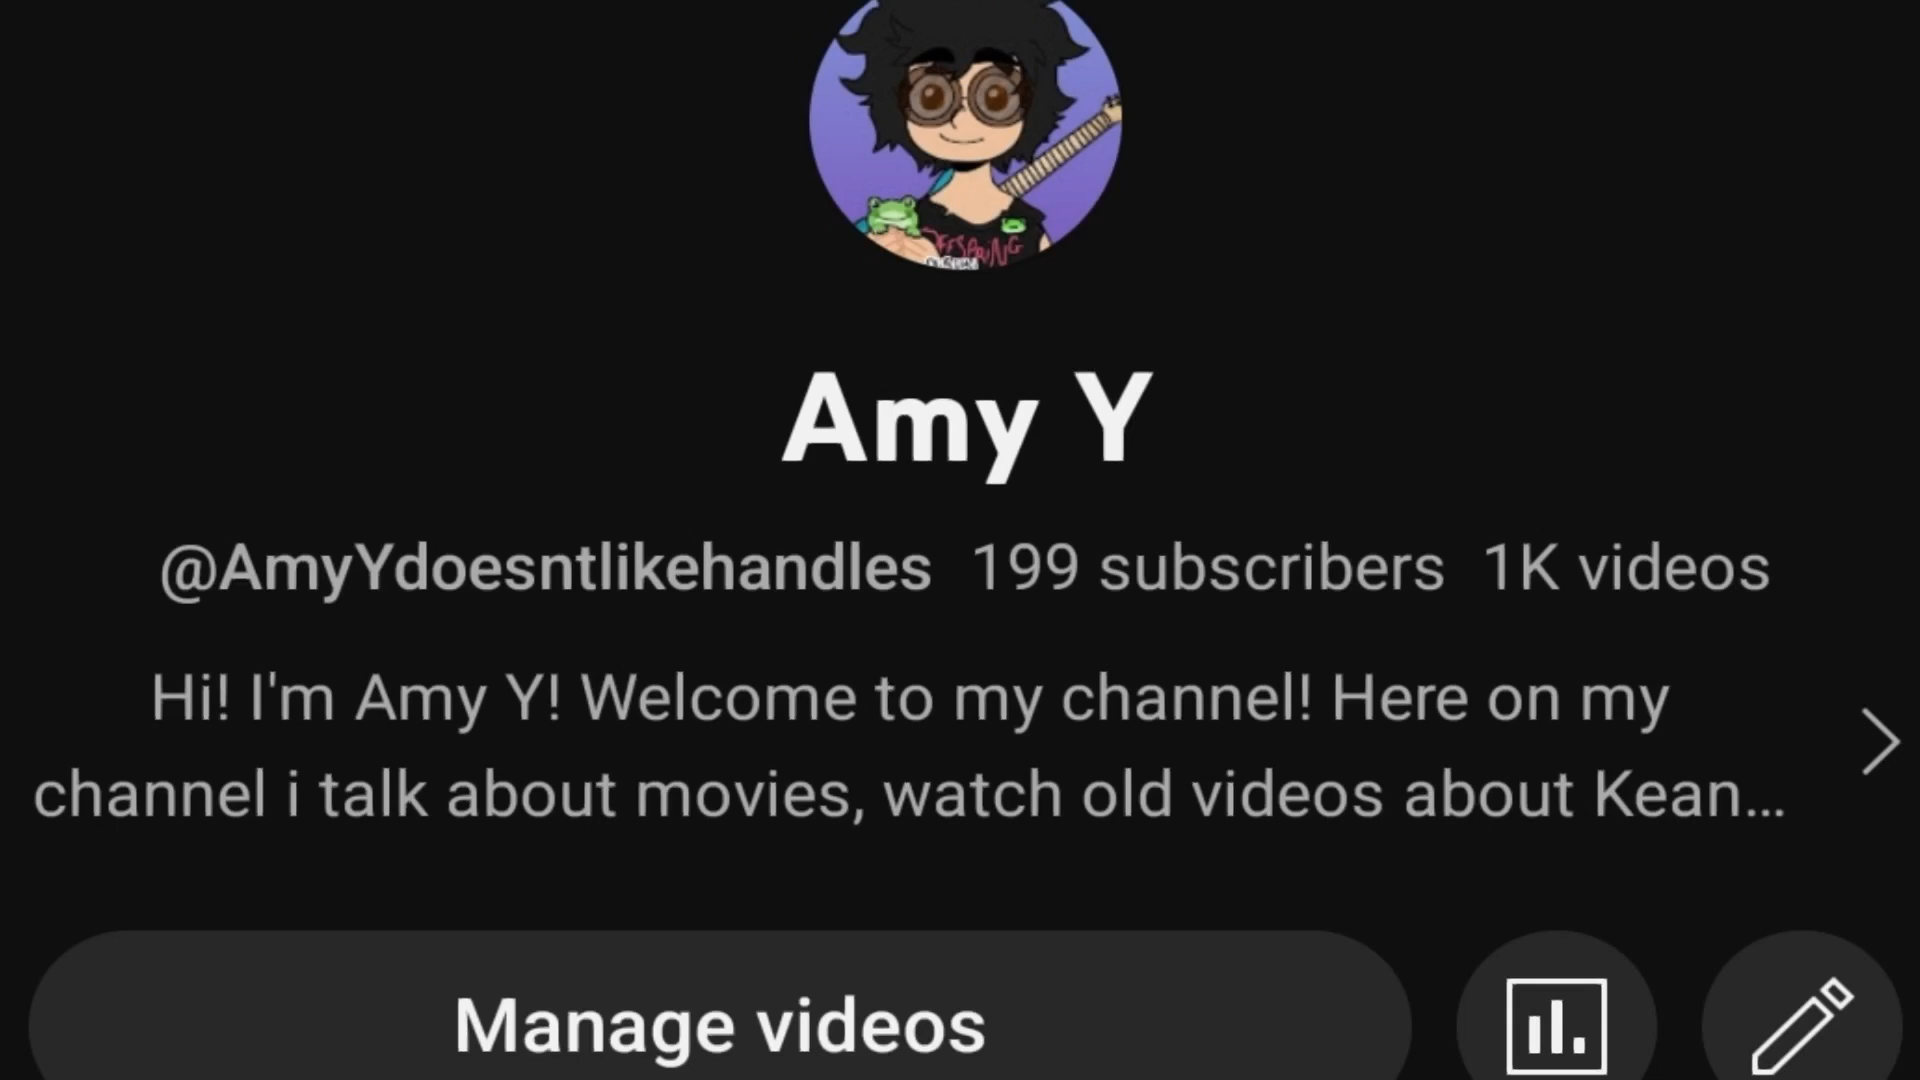 OFFSPRING
Amy Y
@AmyYdoesntlikehandles 199 subscribers 1K videos
Hi! I'm Amy Y! Welcome to my channel! Here on my
channel i talk about movies, watch old videos about Kean...
Manage videos